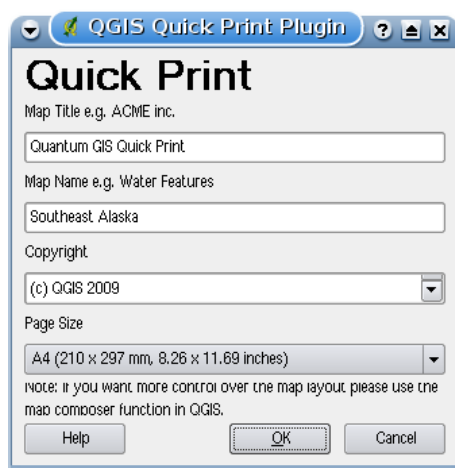 QGIS Quick Print Plugin
Quick Print
Map Title e.g. ACME inc.
Quantum GIS Quick Print
Map Name e.g. Water Features
Southeast Alaska
Copyright
(c) QGIS 2009
Page Size
A4 (210 x 297 mm, 8.26 x 11.69 inches)
Note: If you want more control over the map layout please use the
map composer function in QGIS.
Help OK Cancel